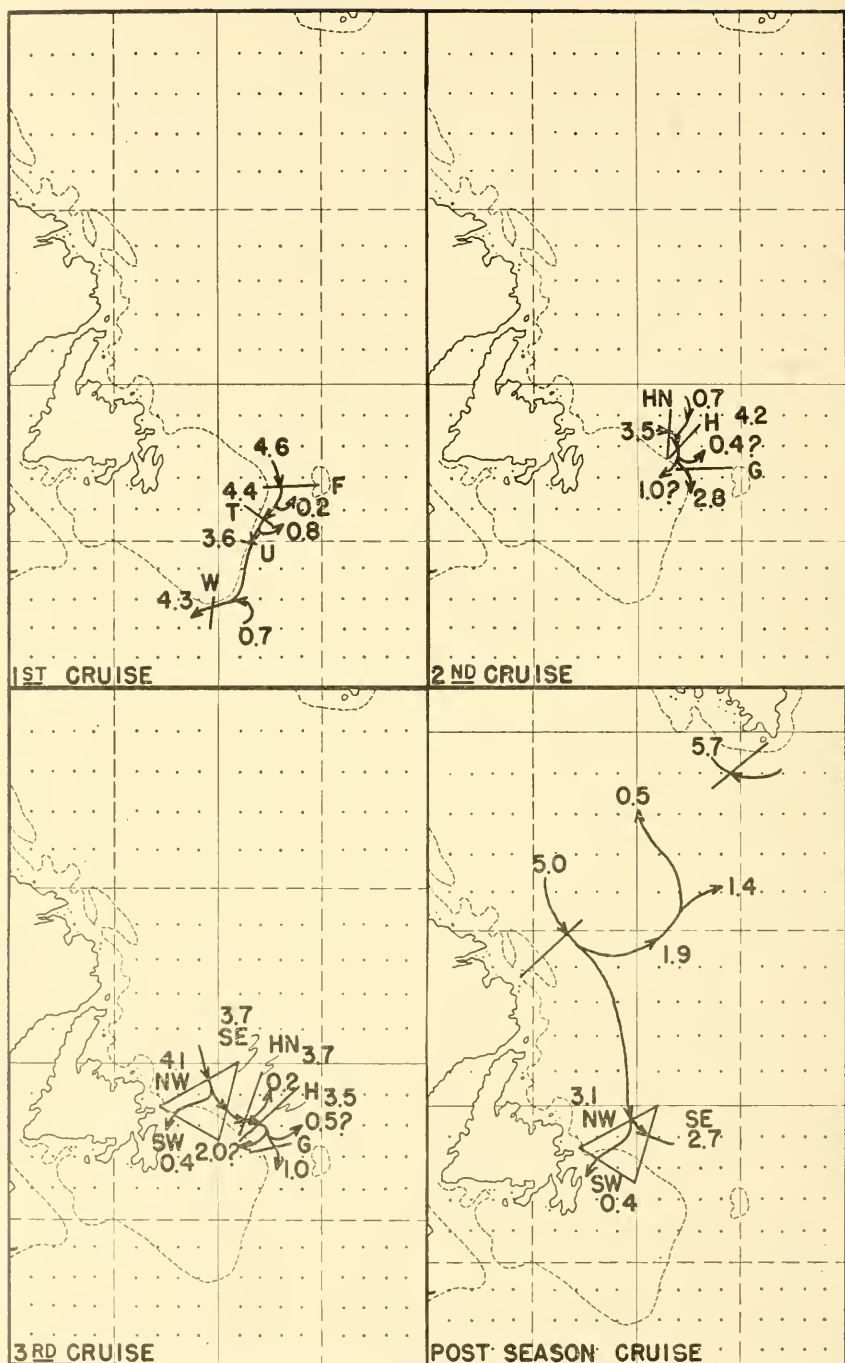 4.6
4.4
F
T
0.2
0.8
3.6
U
W
4.3
0.7
1ST CRUISE
HN
0.7
H
4.2
3.5
0.4?
G
1.0?
2.8
2ND CRUISE
3.7
SE
HN
3.7
4.1
NW
0.2
H
3.5
0.5?
SW
2.0?
G
0.4
1.0
3RD CRUISE
5.7
0.5
5.0
1.4
1.9
3.1
NW
SE
2.7
SW
0.4
POST SEASON CRUISE